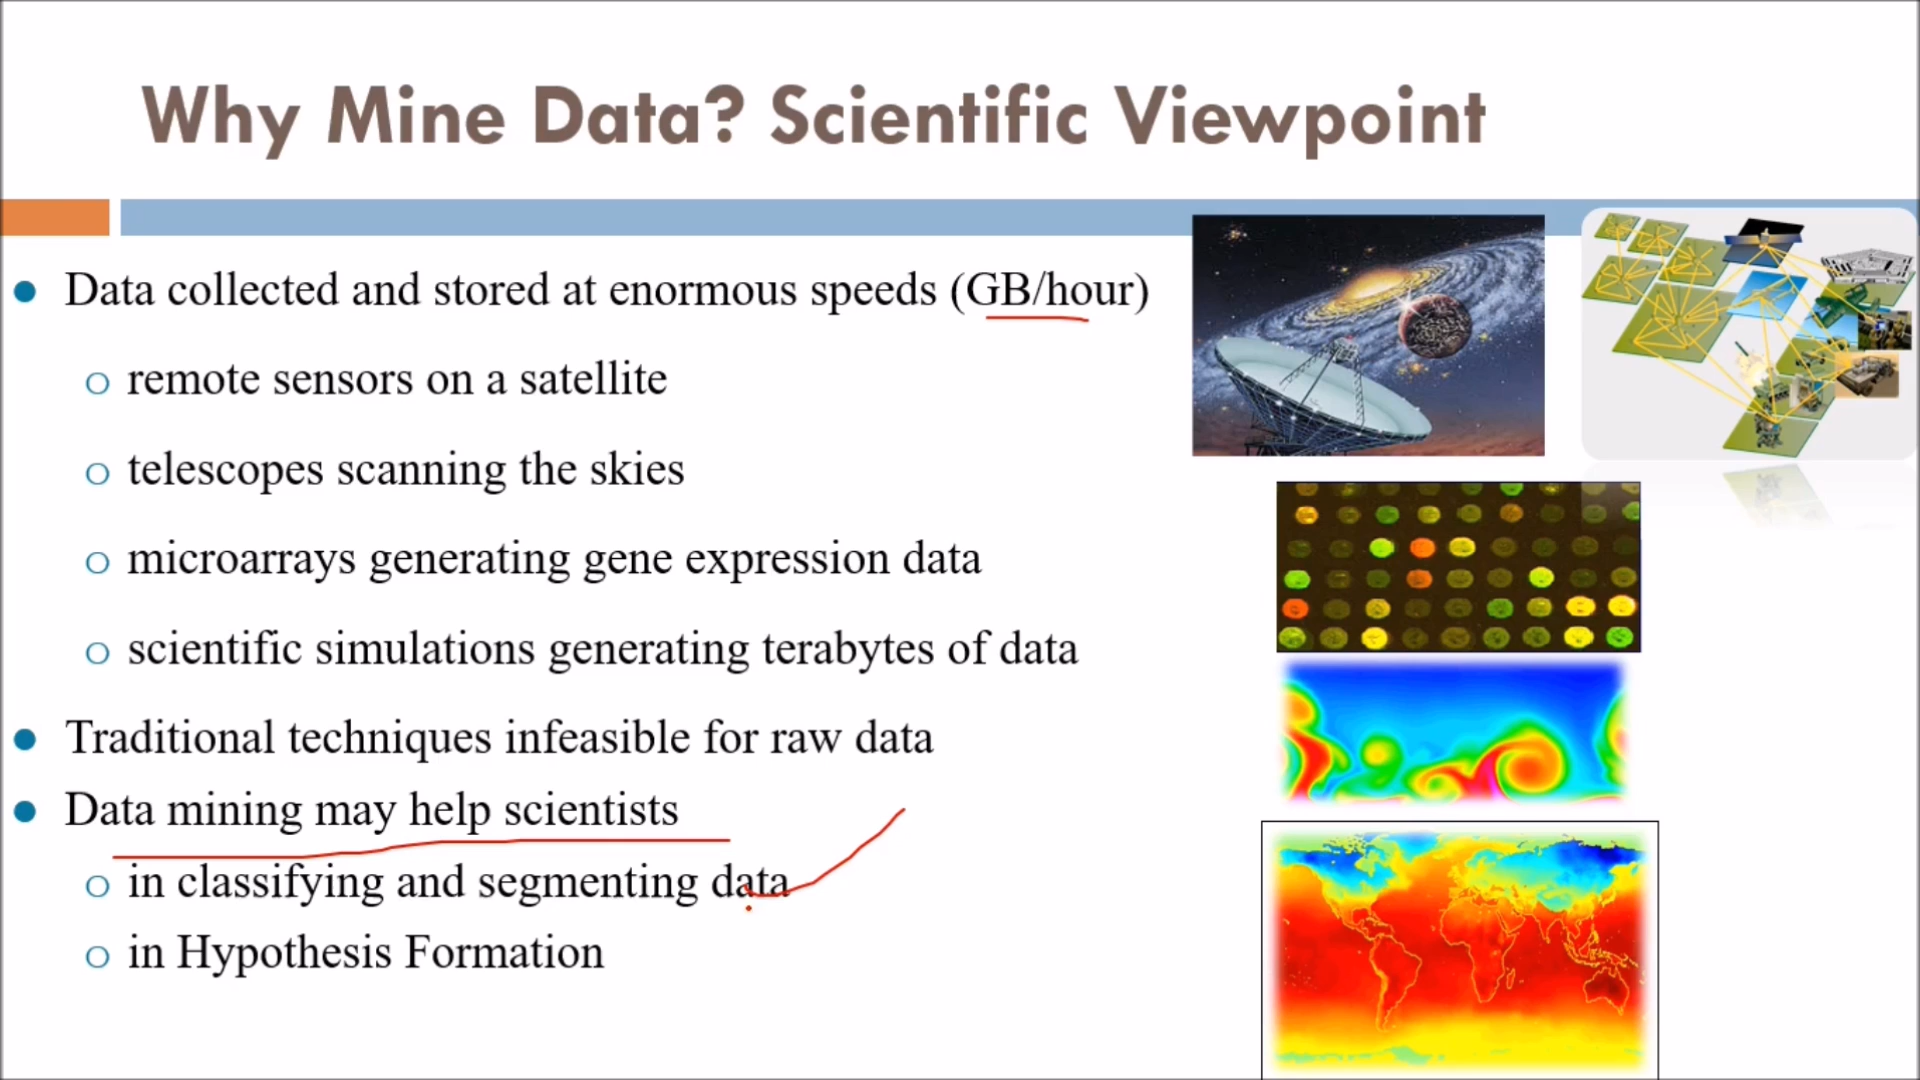 Why Mine Data? Scientific Viewpoint
Data collected and stored at enormous speeds (GB/hour)
remote sensors on a satellite
telescopes scanning the skies
microarrays generating gene expression data
scientific simulations generating terabytes of data
Traditional techniques infeasible for raw data
Data mining may help scientists
in classifying and segmenting data
in Hypothesis Formation